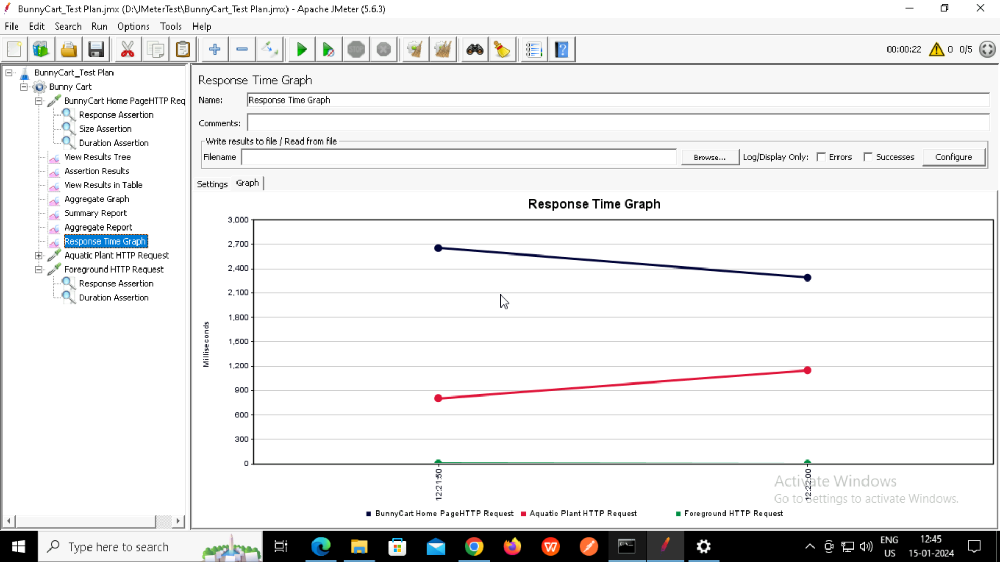 BunnyCart_Test Plan.jmx (D:\JMeterTest\BunnyCart_Test Plan.jmx) - Apache JMeter (5.6.3)
File Edit Search Run Options Tools Help
STOP
00:00:22 0 0/5
BunnyCart_Test Plan
Bunny Cart
BunnyCart Home PageHTTP Req
Response Assertion
Size Assertion
Duration Assertion
View Results Tree
Assertion Results
View Results in Table
Aggregate Graph
Summary Report
Aggregate Report
Response Time Graph
Aquatic Plant HTTP Request
Foreground HTTP Request
Response Assertion
Duration Assertion
Response Time Graph
Name: Response Time Graph
Comments:
Write results to file / Read from file
Filename Browse... Log/Display Only: Errors Successes Configure
Settings Graph
Response Time Graph
3,000
2,700
2,400
2,100
1,800
1,500
1,200
900
600
300
0
Milliseconds
12:21:50
12:22:00
BunnyCart Home PageHTTP Request Aquatic Plant HTTP Request Foreground HTTP Request
Activate Windows
Go to Settings to activate Windows.
Type here to search
ENG
US
12:45
15-01-2024